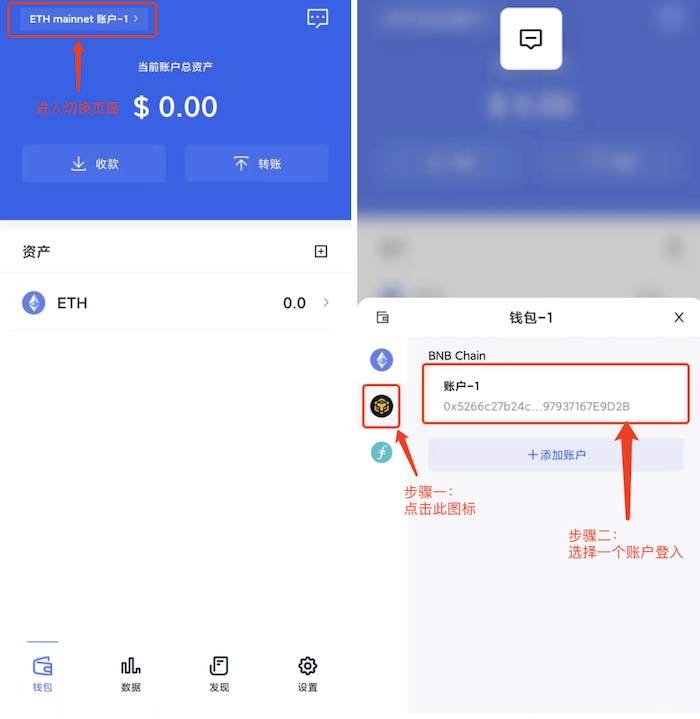 ETH mainnet 账户-1 >
当前账户总资产
进入切换页面
$ 0.00
收款
转账
资产
ETH
0.0 >
钱包
数据
发现
设置
钱包-1
X
BNB Chain
账户-1
0x5266c27b24c...97937167E9D2B
+添加账户
步骤一：
点击此图标
步骤二：
选择一个账户登入